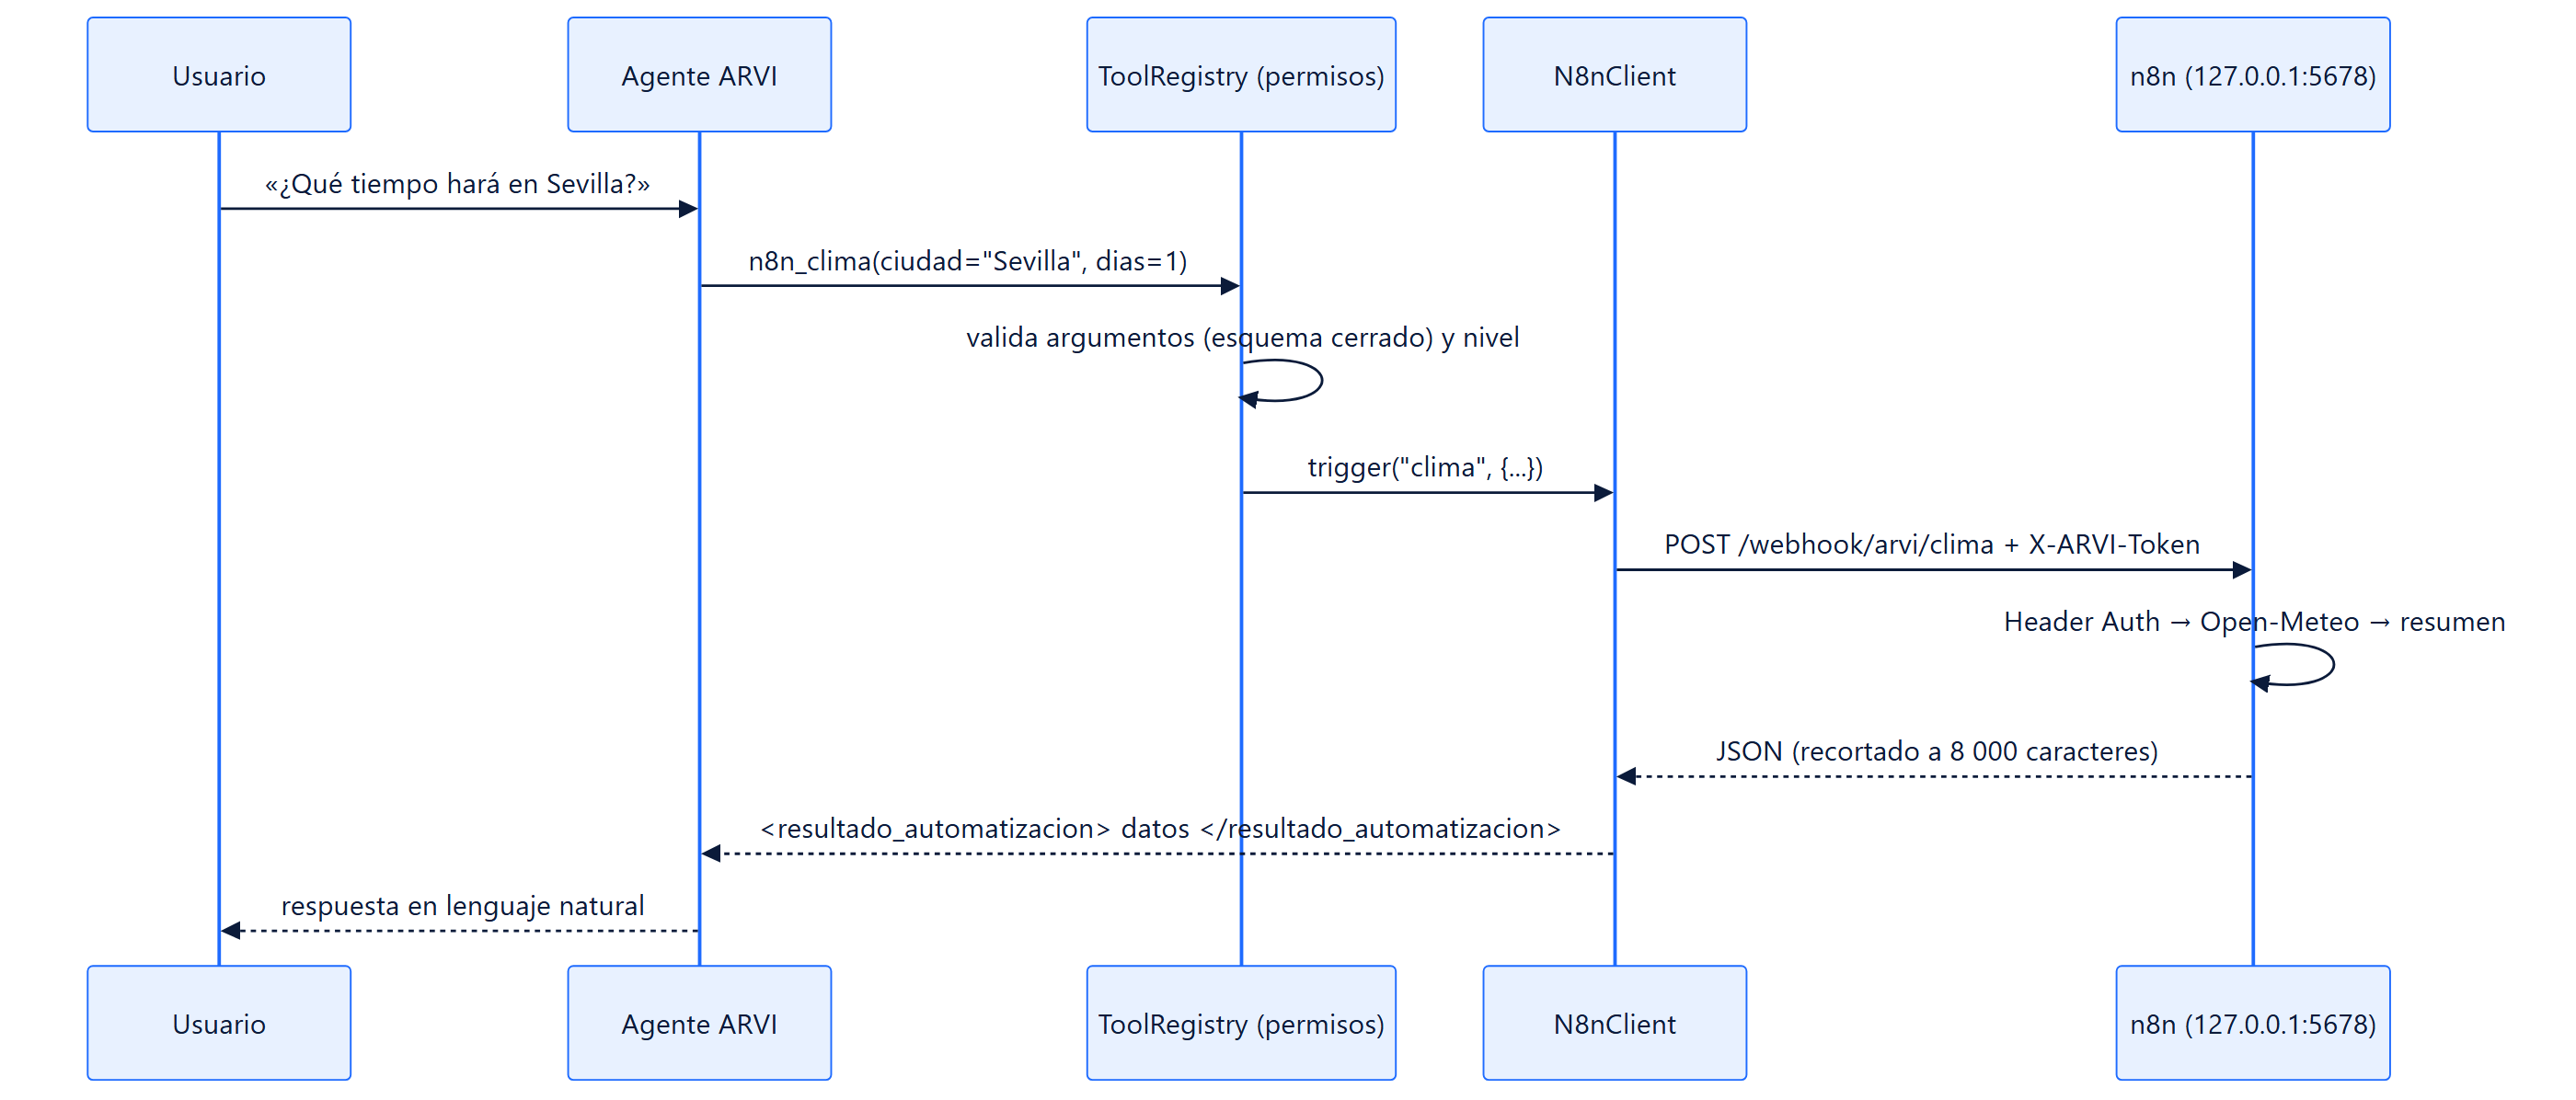 Usuario
Agente ARVI
ToolRegistry (permisos)
N8nClient
n8n (127.0.0.1:5678)
«¿Qué tiempo hará en Sevilla?»
n8n_clima(ciudad="Sevilla", dias=1)
valida argumentos (esquema cerrado) y nivel
trigger("clima", {...})
POST /webhook/arvi/clima + X-ARVI-Token
Header Auth → Open-Meteo → resumen
JSON (recortado a 8 000 caracteres)
<resultado_automatizacion> datos </resultado_automatizacion>
respuesta en lenguaje natural
Usuario
Agente ARVI
ToolRegistry (permisos)
N8nClient
n8n (127.0.0.1:5678)